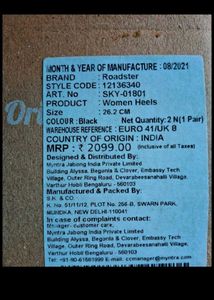 Ori
MONTH & YEAR OF MANUFACTURE : 08/2021
BRAND : Roadster
STYLE CODE : 12136340
ART. No : SKY-01801
PRODUCT : Women Heels
Size : 26.2 CM
COLOUR : Black Net Quantity: 2 N(1 Pair)
WAREHOUSE REFERENCE : EURO 41/UK 8
COUNTRY OF ORIGIN : INDIA
MRP : ₹ 2099.00 (Inclusive of all Taxes)
Designed & Distributed By:
Myntra Jabong India Private Limited
Building Alyssa, Begonia & Clover, Embassy Tech
Village, Outer Ring Road, Devarabeesanahalli Village,
Varthur Hobli Bengaluru - 560103
Manufactured & Packed By:
S.K. & CO
K. No. 51/11/12, PLOT No. 256-B, SWARN PARK,
MUNDKA, NEW DELHI-110041
In case of complaints contact:
Manager - customer care:
Myntra Jabong India Private Limited
Building Alyssa, Begonia & Clover, Embassy Tech
Village, Outer Ring Road, Devarabeesanahalli Village,
Varthur Hobli Bengaluru - 560103
Tel: +91-80-61561999 E-mail: ccmanager@myntra.com